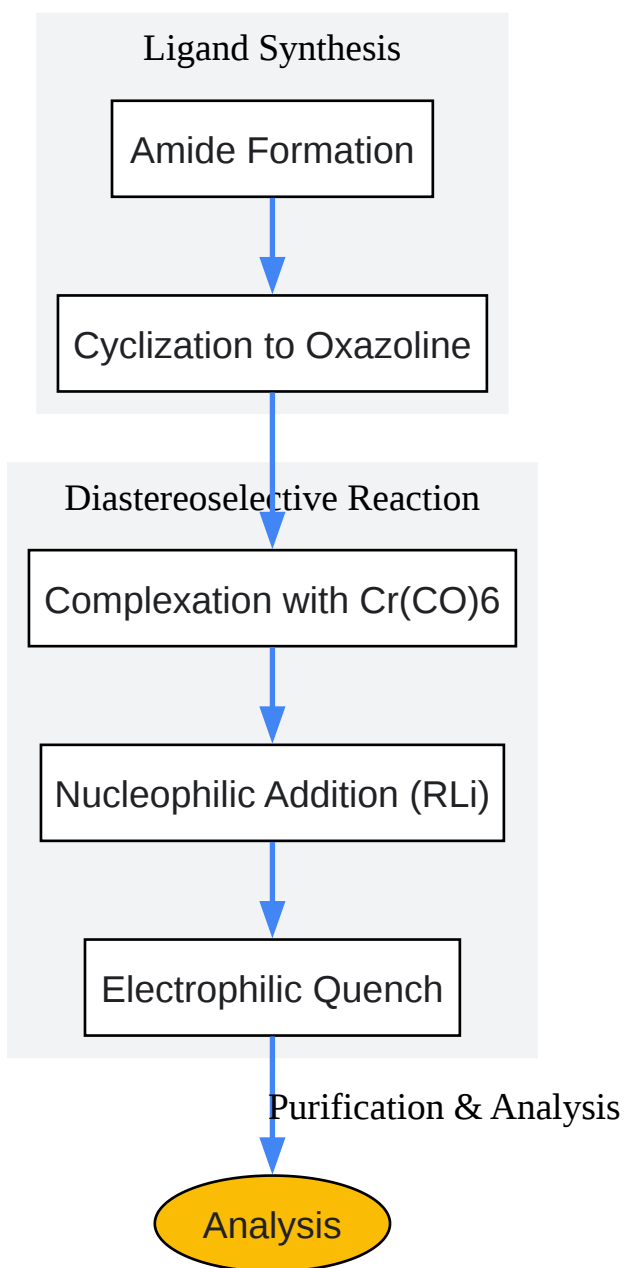 Ligand Synthesis
Amide Formation
Cyclization to Oxazoline
Diastereoselective Reaction
Complexation with Cr(CO)6
Nucleophilic Addition (RLi)
Electrophilic Quench
Purification & Analysis
Analysis